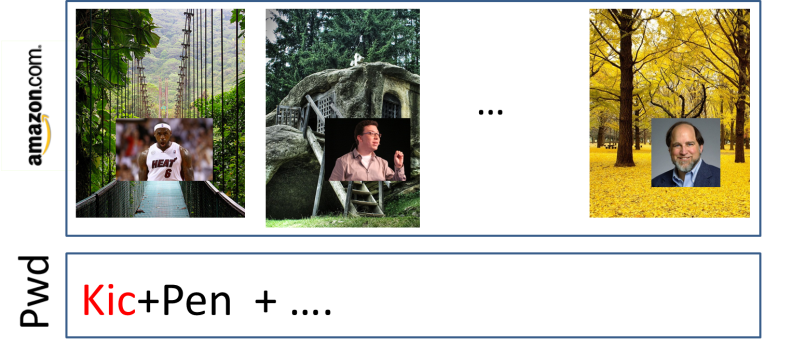 amazon.com.
HEAT
6
...
Pwd
Kic+Pen + ....